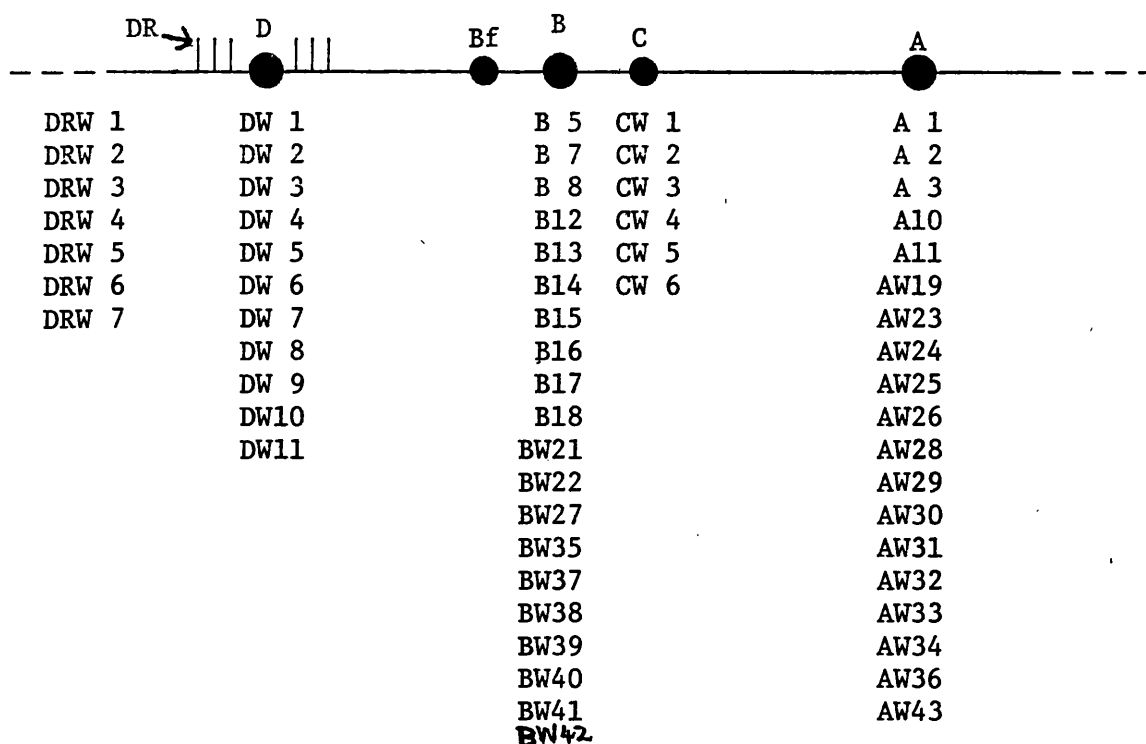 DR D Bf B C A
DRW 1 DW 1 B 5 CW 1 A 1
DRW 2 DW 2 B 7 CW 2 A 2
DRW 3 DW 3 B 8 CW 3 A 3
DRW 4 DW 4 B12 CW 4 A10
DRW 5 DW 5 B13 CW 5 A11
DRW 6 DW 6 B14 CW 6 AW19
DRW 7 DW 7 B15 AW23
DW 8 B16 AW24
DW 9 B17 AW25
DW10 B18 AW26
DW11 BW21 AW28
BW22 AW29
BW27 AW30
BW35 AW31
BW37 AW32
BW38 AW33
BW39 AW34
BW40 AW36
BW41 AW43
BW42